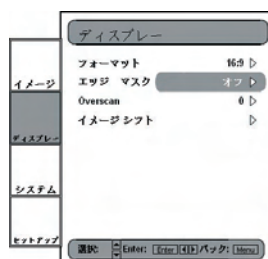 ディスプレー
イメージ
ディスプレー
システム
セットアップ
フォーマット 16:9
エッジ マスク オフ
Overscan 0
イメージ シフト
選択: Enter: Enter バック: Menu